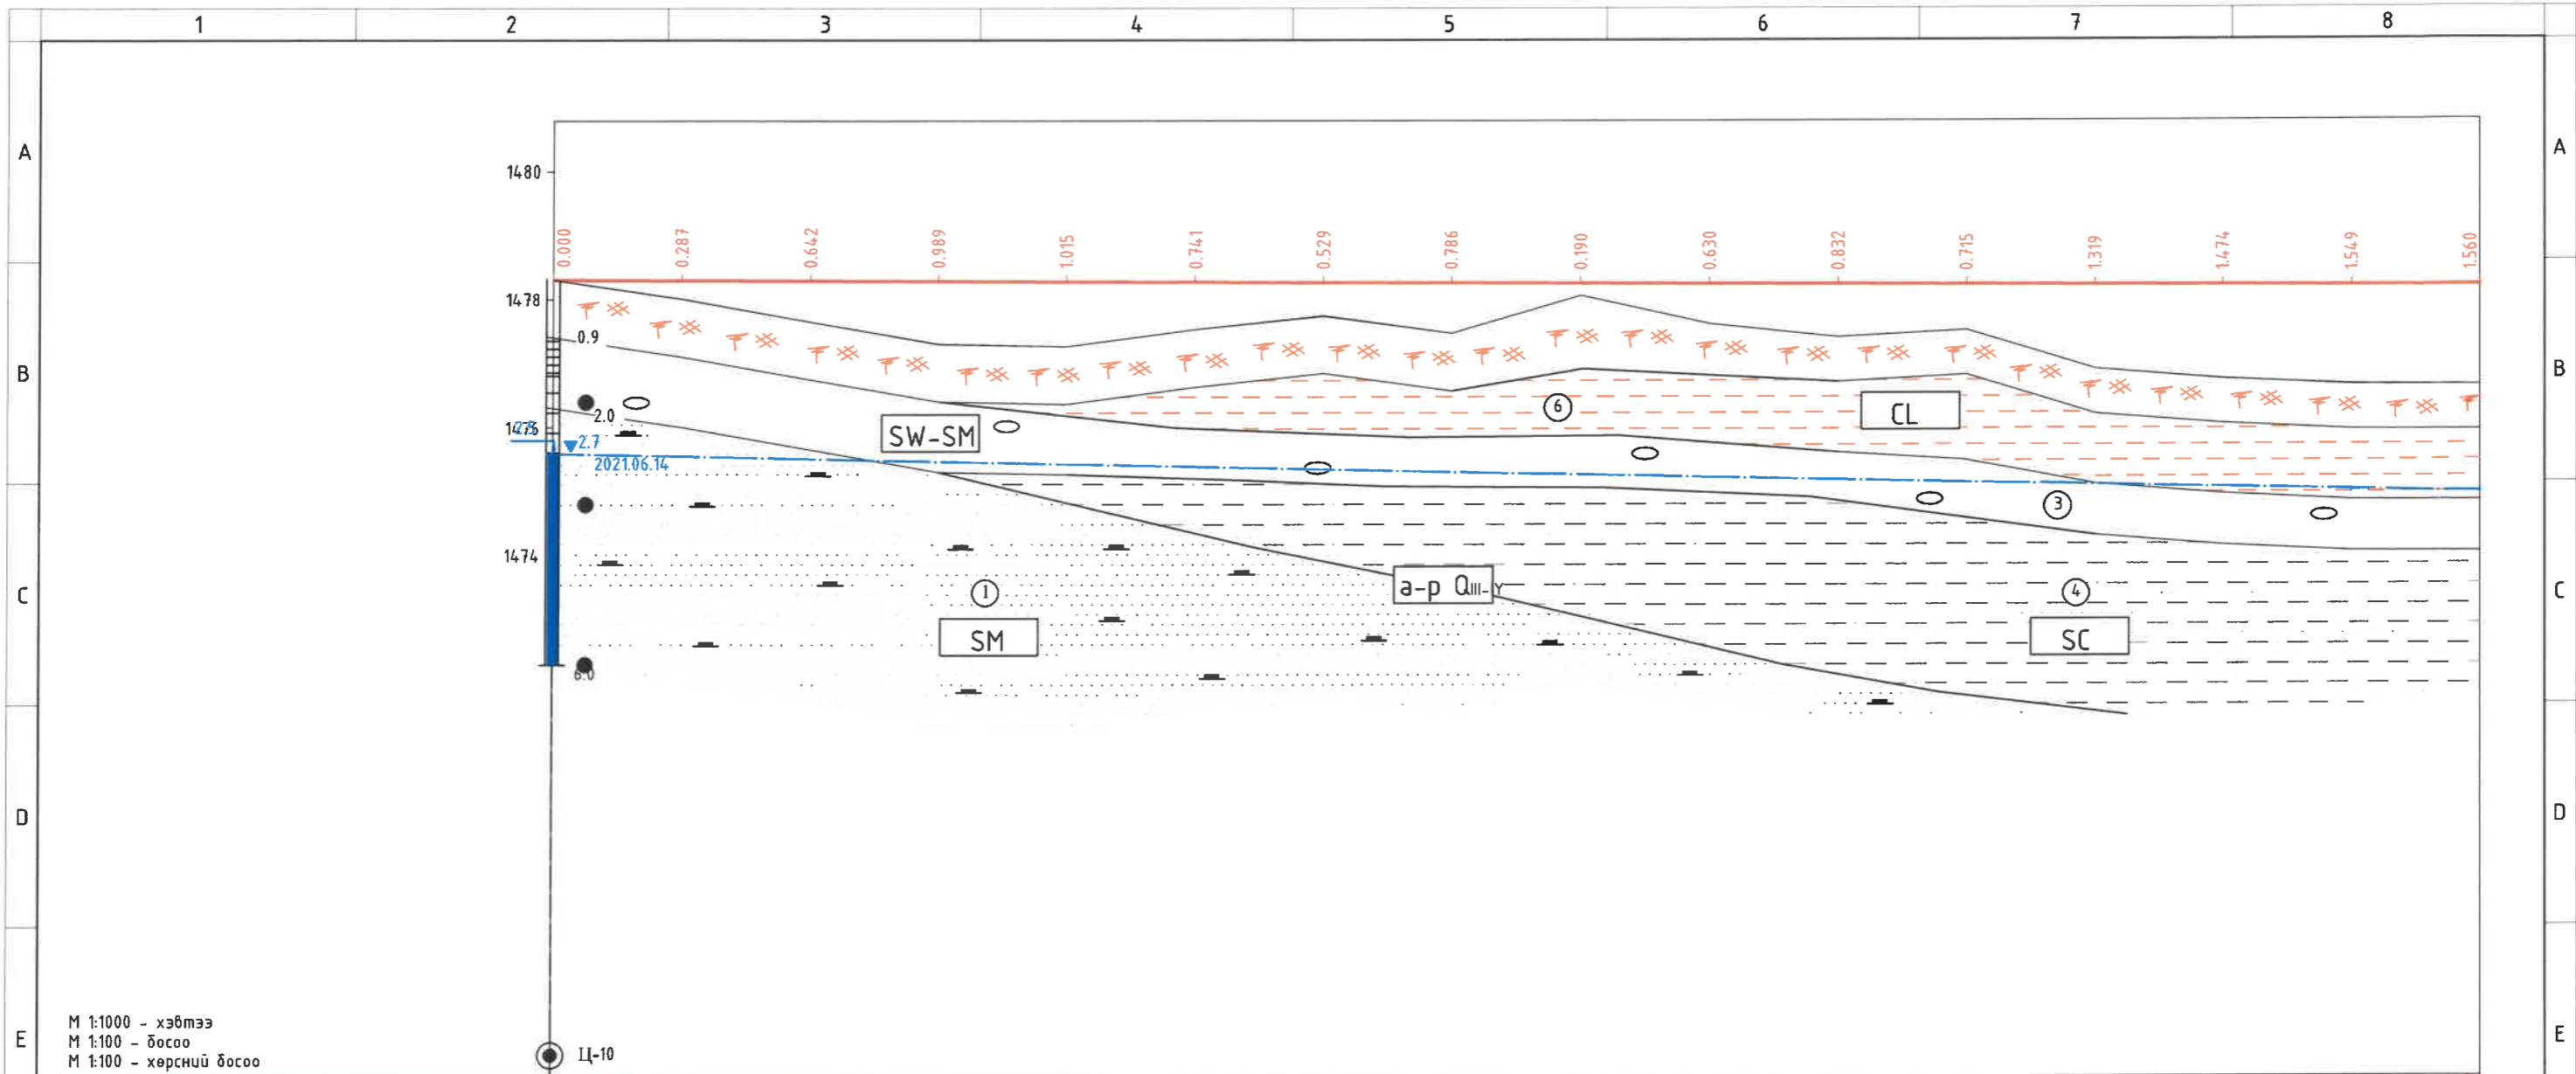 1 2 3 4 5 6 7 8
A A
1480
0.000 0.287 0.642 0.989 1.015 0.741 0.529 0.786 0.190 0.630 0.832 0.715 1.319 1.474 1.549 1.560
1478
0.9
B B
6
CL
2.0
SW-SM
1476
2.7
2021.06.14
3
1474
a-p QIII-Y
C C
1
4
SM
SC
6.0
D D
M 1:1000 - хэвтээ
M 1:100 - босоо
M 1:100 - хөрсний босоо
E E
Ц-10